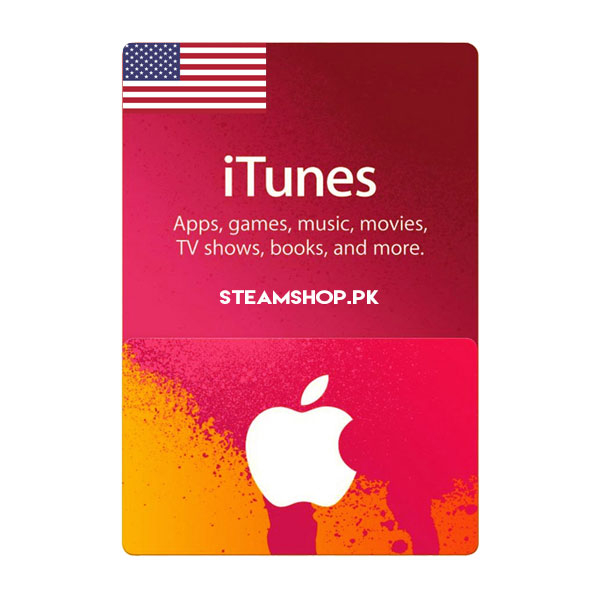 iTunes
Apps, games, music, movies,
TV shows, books, and more.
STEAMSHOP.PK